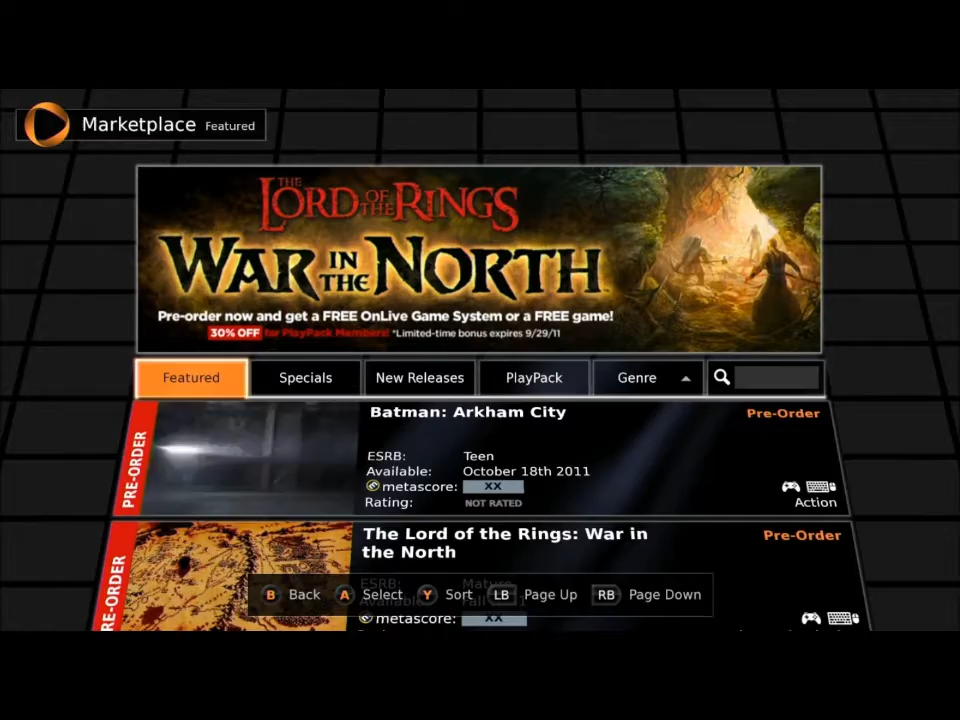 Marketplace Featured
THE LORD OF THE RINGS
WAR IN THE NORTH
Pre-order now and get a FREE OnLive Game System or a FREE game!
30% OFF for PlayPack Members! *Limited-time bonus expires 9/29/11
Featured Specials New Releases PlayPack Genre
PRE-ORDER
Batman: Arkham City Pre-Order
ESRB: Teen
Available: October 18th 2011
metascore: XX
Rating: NOT RATED
Action
PRE-ORDER
The Lord of the Rings: War in Pre-Order
the North
ESRB: Mature
B Back A Select Y Sort LB Page Up RB Page Down
metascore: XX